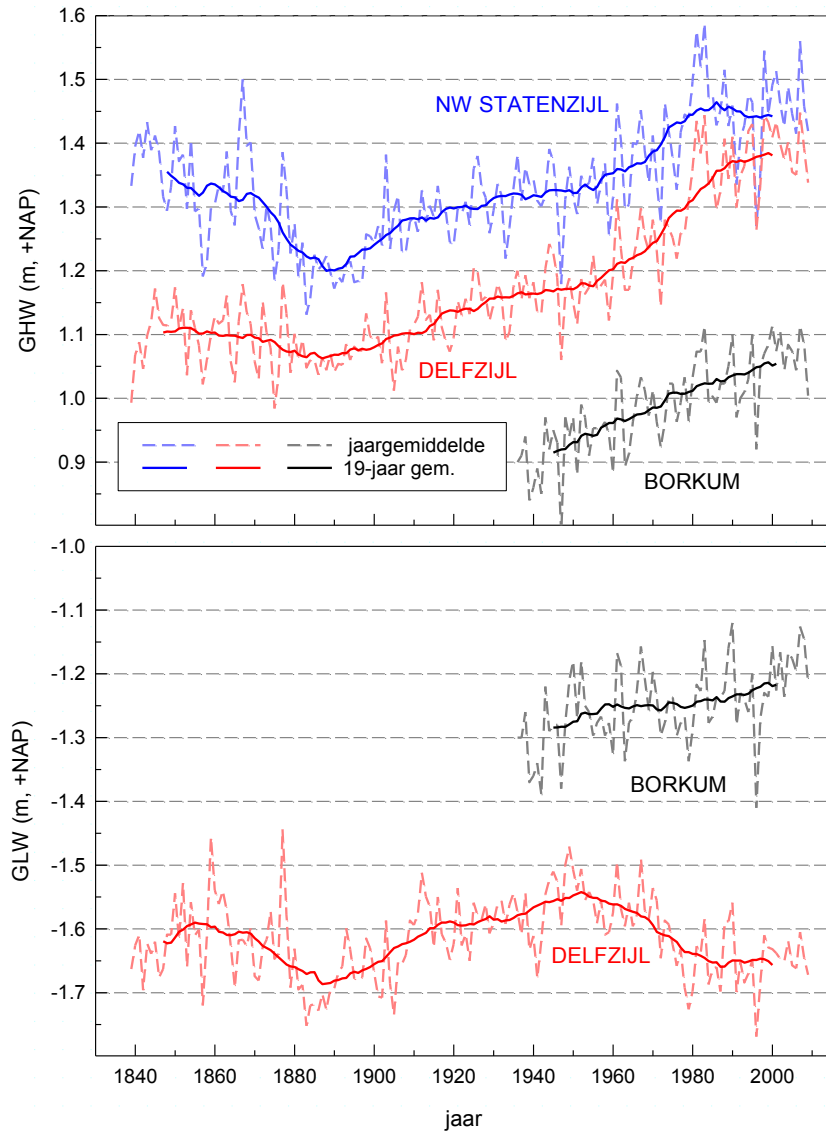 1.6
1.5
1.4
1.3
1.2
1.1
1.0
0.9
GHW (m, +NAP)
NW STATENZIJL
DELFZIJL
BORKUM
jaargemiddelde
19-jaar gem.
-1.0
-1.1
-1.2
-1.3
-1.4
-1.5
-1.6
-1.7
GLW (m, +NAP)
BORKUM
DELFZIJL
1840 1860 1880 1900 1920 1940 1960 1980 2000
jaar